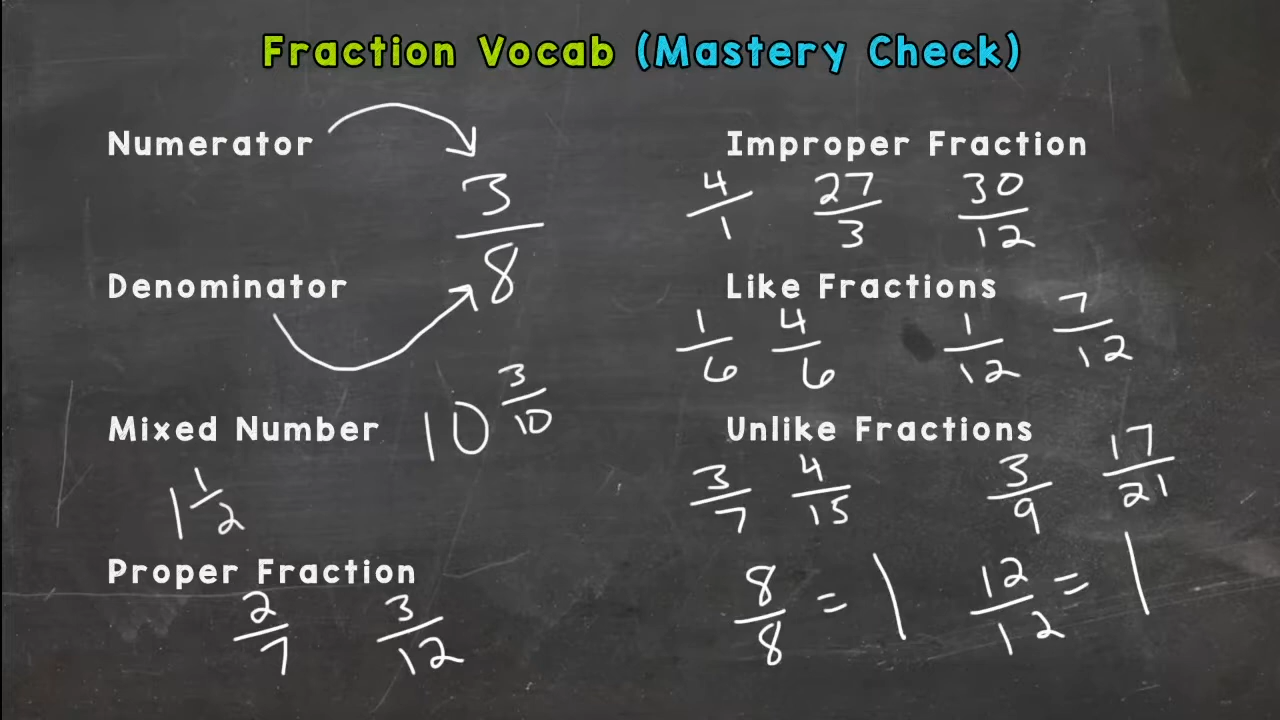 Fraction Vocab (Mastery Check)
Numerator
3/8
Denominator
Mixed Number
10 3/10
1 1/2
Proper Fraction
2/7 3/12
Improper Fraction
4/1 27/3 30/12
Like Fractions
1/6 4/6 1/12 7/12
Unlike Fractions
3/7 4/15 3/9 17/21
8/8 = 1 12/12 = 1